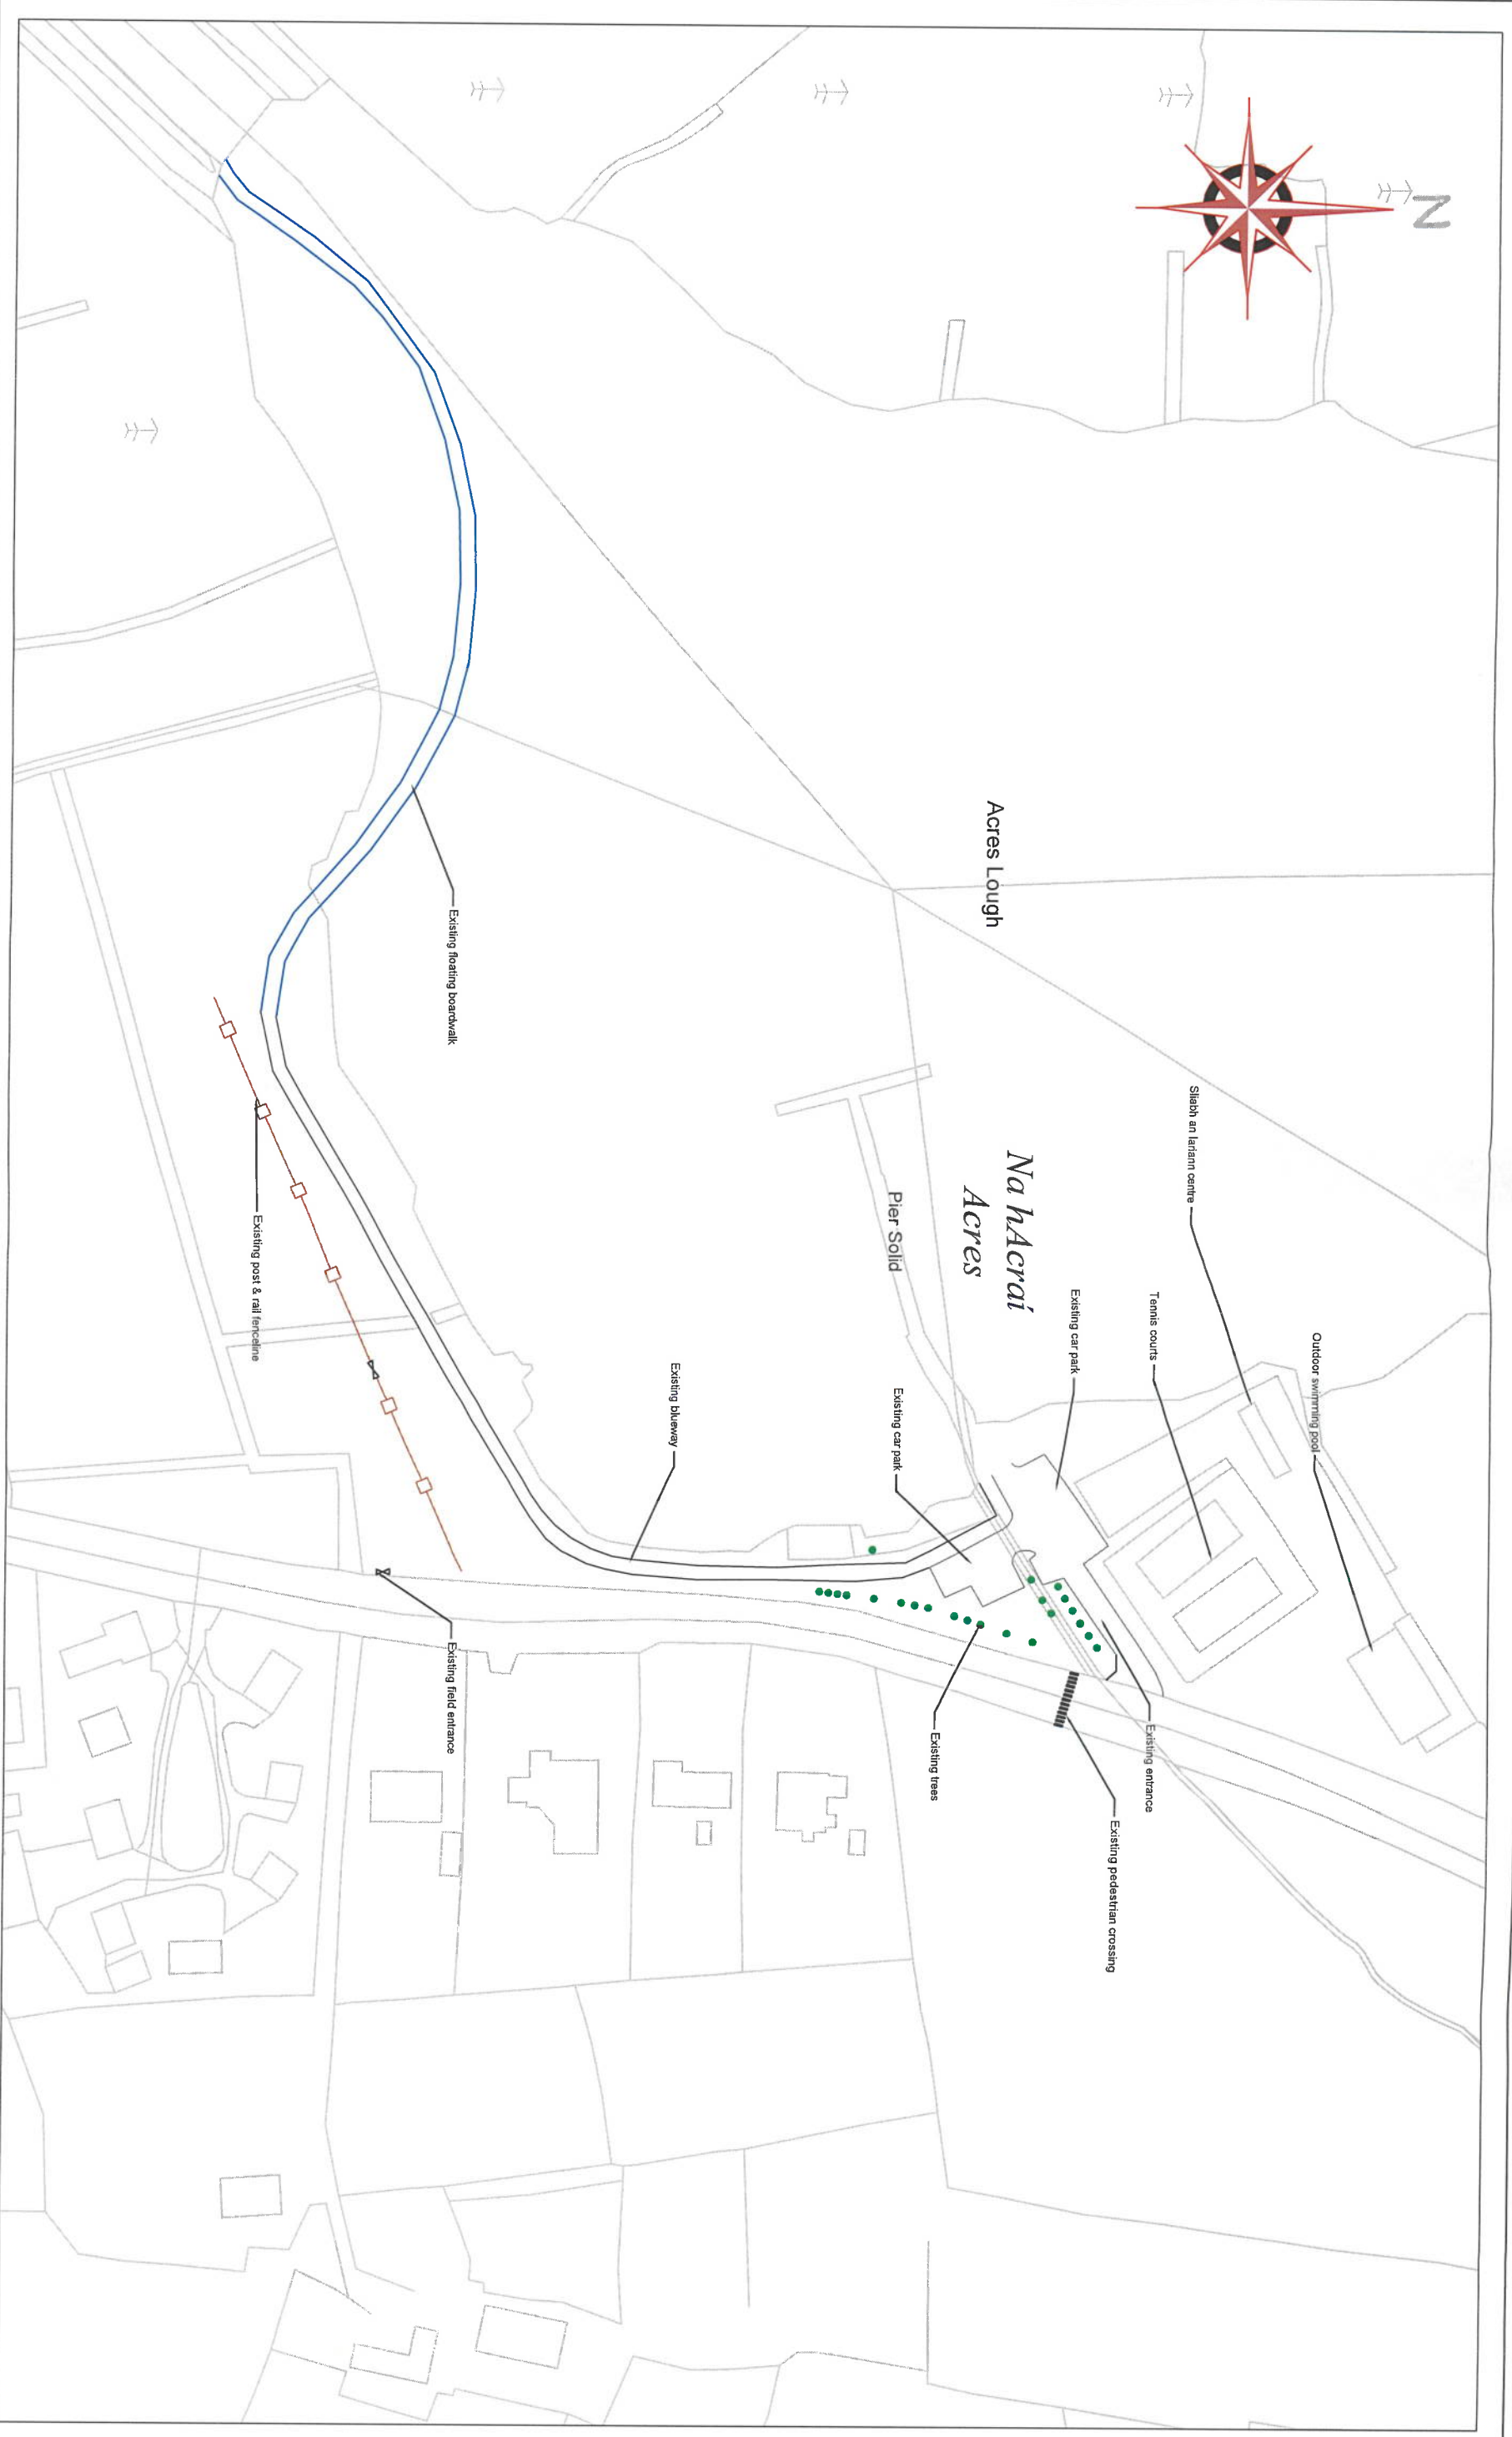 N
Outdoor swimming pool
Sliabh an Iariann centre
Tennis courts
Existing car park
Na hAcraí
Acres
Acres Lough
Pier Solid
Existing car park
Existing entrance
Existing pedestrian crossing
Existing trees
Existing blueway
Existing floating boardwalk
Existing field entrance
Existing post & rail fenceline